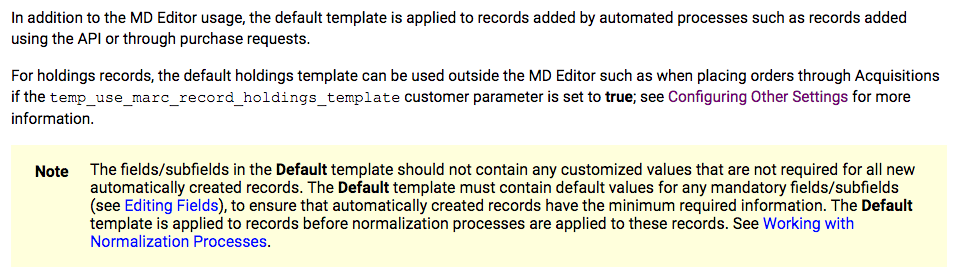 In addition to the MD Editor usage, the default template is applied to records added by automated processes such as records added
using the API or through purchase requests.
For holdings records, the default holdings template can be used outside the MD Editor such as when placing orders through Acquisitions
if the temp_use_marc_record_holdings_template customer parameter is set to true; see Configuring Other Settings for more
information.
Note The fields/subfields in the Default template should not contain any customized values that are not required for all new
automatically created records. The Default template must contain default values for any mandatory fields/subfields
(see Editing Fields), to ensure that automatically created records have the minimum required information. The Default
template is applied to records before normalization processes are applied to these records. See Working with
Normalization Processes.